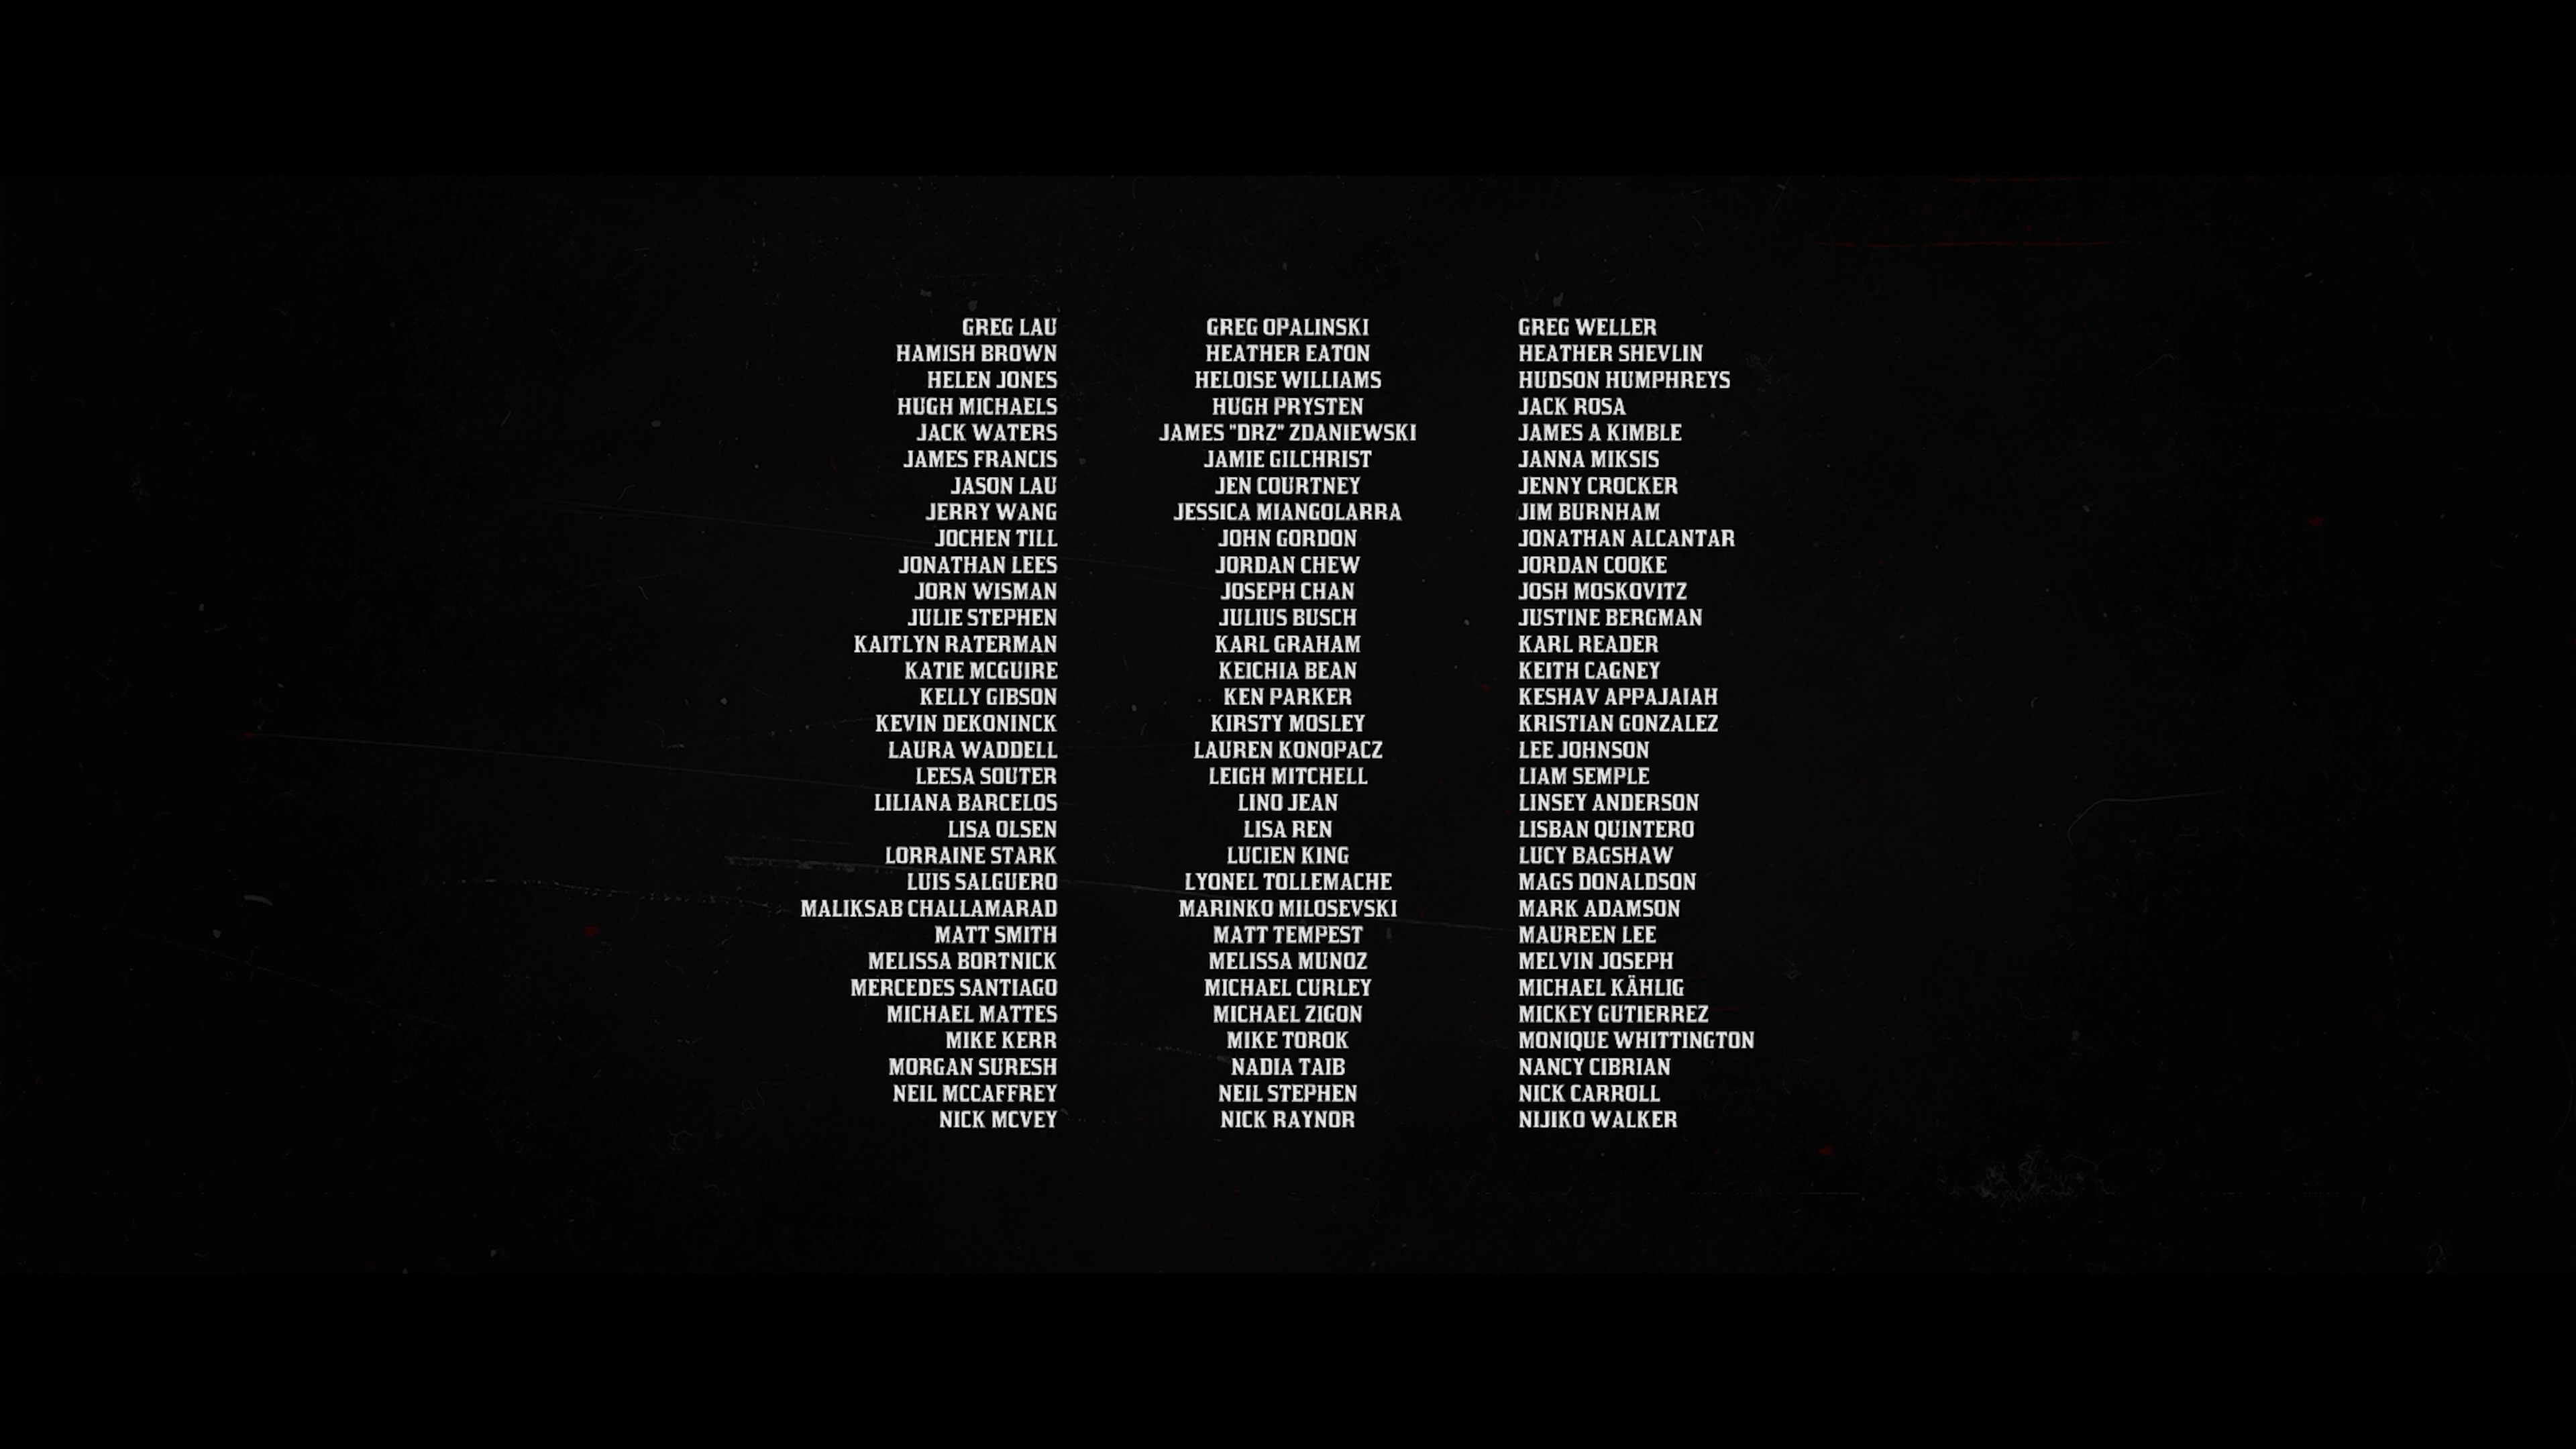 GREG LAU GREG OPALINSKI GREG WELLER
HAMISH BROWN HEATHER EATON HEATHER SHEVLIN
HELEN JONES HELOISE WILLIAMS HUDSON HUMPHREYS
HUGH MICHAELS HUGH PRYSTEN JACK ROSA
JACK WATERS JAMES "DRZ" ZDANIEWSKI JAMES A KIMBLE
JAMES FRANCIS JAMIE GILCHRIST JANNA MIKSIS
JASON LAU JEN COURTNEY JENNY CROCKER
JERRY WANG JESSICA MIANGOLARRA JIM BURNHAM
JOCHEN TILL JOHN GORDON JONATHAN ALCANTAR
JONATHAN LEES JORDAN CHEW JORDAN COOKE
JORN WISMAN JOSEPH CHAN JOSH MOSKOVITZ
JULIE STEPHEN JULIUS BUSCH JUSTINE BERGMAN
KAITLYN RATERMAN KARL GRAHAM KARL READER
KATIE MCGUIRE KEICHIA BEAN KEITH CAGNEY
KELLY GIBSON KEN PARKER KESHAV APPAJAIAH
KEVIN DEKONINCK KIRSTY MOSLEY KRISTIAN GONZALEZ
LAURA WADDELL LAUREN KONOPACZ LEE JOHNSON
LEESA SOUTER LEIGH MITCHELL LIAM SEMPLE
LILIANA BARCELOS LINO JEAN LINSEY ANDERSON
LISA OLSEN LISA REN LISBAN QUINTERO
LORRAINE STARK LUCIEN KING LUCY BAGSHAW
LUIS SALGUERO LYONEL TOLLEMACHE MAGS DONALDSON
MALIKSAB CHALLAMARAD MARINKO MILOSEVSKI MARK ADAMSON
MATT SMITH MATT TEMPEST MAUREEN LEE
MELISSA BORTNICK MELISSA MUNOZ MELVIN JOSEPH
MERCEDES SANTIAGO MICHAEL CURLEY MICHAEL KÄHLIG
MICHAEL MATTES MICHAEL ZIGON MICKEY GUTIERREZ
MIKE KERR MIKE TOROK MONIQUE WHITTINGTON
MORGAN SURESH NADIA TAIB NANCY CIBRIAN
NEIL MCCAFFREY NEIL STEPHEN NICK CARROLL
NICK MCVEY NICK RAYNOR NIJIKO WALKER